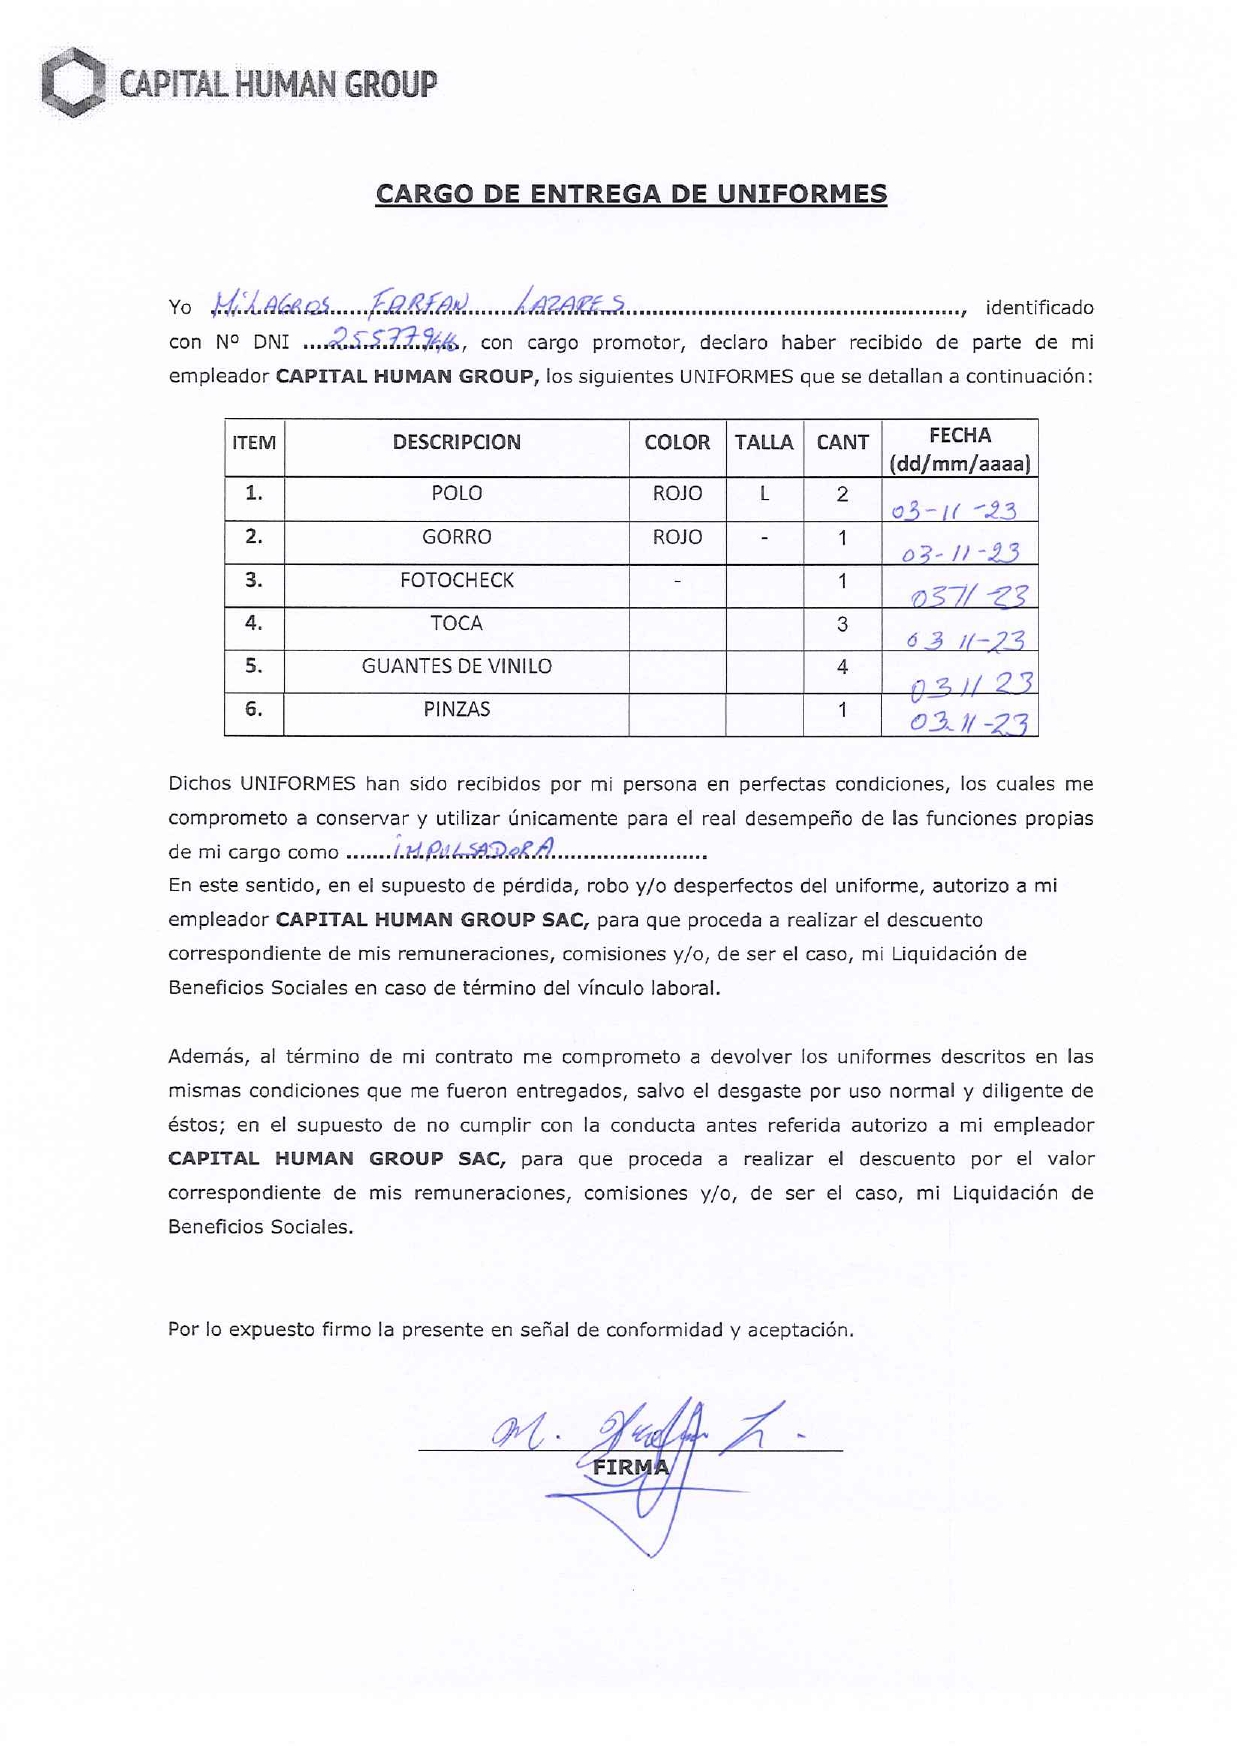 CAPITAL HUMAN GROUP
CARGO DE ENTREGA DE UNIFORMES
Yo MiLAGROS FARFAN LAZARES, identificado
con Nº DNI ...................., con cargo promotor, declaro haber recibido de parte de mi
empleador CAPITAL HUMAN GROUP, los siguientes UNIFORMES que se detallan a continuación:
ITEM DESCRIPCION COLOR TALLA CANT FECHA (dd/mm/aaaa)
1. POLO ROJO L 2 03-11-23
2. GORRO ROJO - 1 03-11-23
3. FOTOCHECK - 1 0311-23
4. TOCA 3 03 11-23
5. GUANTES DE VINILO 4 03 11 23
6. PINZAS 1 03.11-23
Dichos UNIFORMES han sido recibidos por mi persona en perfectas condiciones, los cuales me
comprometo a conservar y utilizar únicamente para el real desempeño de las funciones propias
de mi cargo como iMPULSADoRA
En este sentido, en el supuesto de pérdida, robo y/o desperfectos del uniforme, autorizo a mi
empleador CAPITAL HUMAN GROUP SAC, para que proceda a realizar el descuento
correspondiente de mis remuneraciones, comisiones y/o, de ser el caso, mi Liquidación de
Beneficios Sociales en caso de término del vínculo laboral.
Además, al término de mi contrato me comprometo a devolver los uniformes descritos en las
mismas condiciones que me fueron entregados, salvo el desgaste por uso normal y diligente de
éstos; en el supuesto de no cumplir con la conducta antes referida autorizo a mi empleador
CAPITAL HUMAN GROUP SAC, para que proceda a realizar el descuento por el valor
correspondiente de mis remuneraciones, comisiones y/o, de ser el caso, mi Liquidación de
Beneficios Sociales.
Por lo expuesto firmo la presente en señal de conformidad y aceptación.
FIRMA